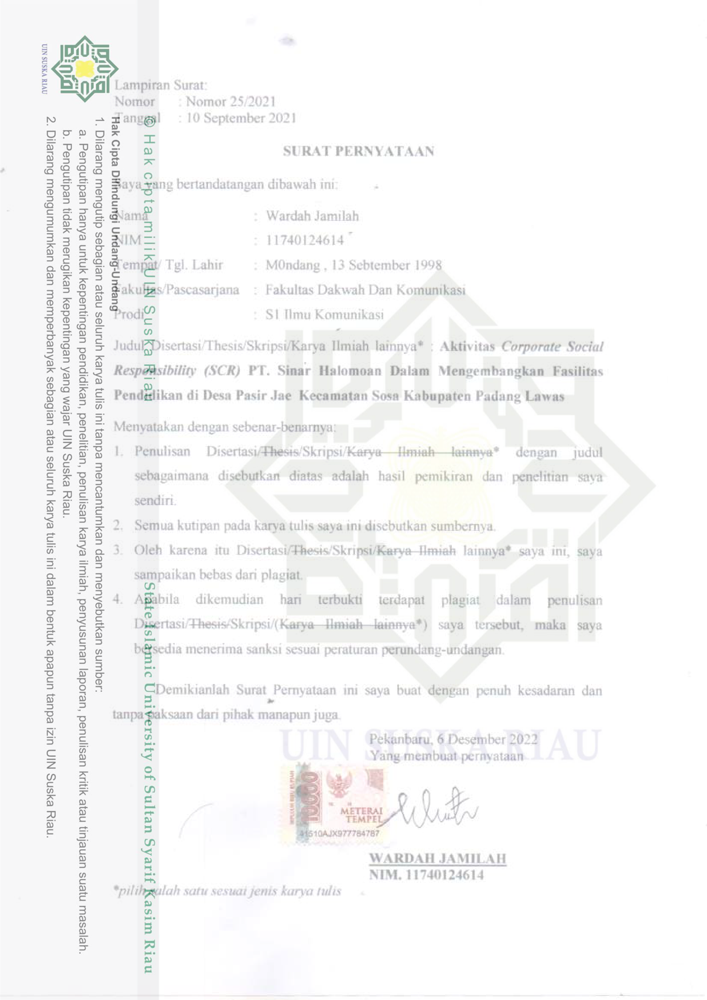 UIN SUSKA RIAU
Hak Cipta Dilindungi Undang-Undang
1. Dilarang mengutip sebagian atau seluruh karya tulis ini tanpa mencantumkan dan menyebutkan sumber:
a. Pengutipan hanya untuk kepentingan pendidikan, penelitian, penulisan karya ilmiah, penyusunan laporan, penulisan kritik atau tinjauan suatu masalah.
b. Pengutipan tidak merugikan kepentingan yang wajar UIN Suska Riau.
2. Dilarang mengumumkan dan memperbanyak sebagian atau seluruh karya tulis ini dalam bentuk apapun tanpa izin UIN Suska Riau.
© Hak cipta milik UIN Suska Riau
State Islamic University of Sultan Syarif Kasim Riau
Lampiran Surat:
Nomor : Nomor 25/2021
Tanggal : 10 September 2021
SURAT PERNYATAAN
Saya yang bertandatangan dibawah ini:
Nama : Wardah Jamilah
NIM : 11740124614
Tempat/ Tgl. Lahir : M0ndang , 13 Sebtember 1998
Fakultas/Pascasarjana : Fakultas Dakwah Dan Komunikasi
Prodi : S1 Ilmu Komunikasi
Judul Disertasi/Thesis/Skripsi/Karya Ilmiah lainnya* : Aktivitas Corporate Social
Responsibility (SCR) PT. Sinar Halomoan Dalam Mengembangkan Fasilitas
Pendidikan di Desa Pasir Jae Kecamatan Sosa Kabupaten Padang Lawas
Menyatakan dengan sebenar-benarnya:
1. Penulisan Disertasi/Thesis/Skripsi/Karya Ilmiah lainnya* dengan judul
sebagaimana disebutkan diatas adalah hasil pemikiran dan penelitian saya
sendiri.
2. Semua kutipan pada karya tulis saya ini disebutkan sumbernya.
3. Oleh karena itu Disertasi/Thesis/Skripsi/Karya Ilmiah lainnya* saya ini, saya
sampaikan bebas dari plagiat.
4. Apabila dikemudian hari terbukti terdapat plagiat dalam penulisan
Disertasi/Thesis/Skripsi/(Karya Ilmiah lainnya*) saya tersebut, maka saya
bersedia menerima sanksi sesuai peraturan perundang-undangan.
Demikianlah Surat Pernyataan ini saya buat dengan penuh kesadaran dan
tanpa paksaan dari pihak manapun juga.
UIN SUSKA RIAU
Pekanbaru, 6 Desember 2022
Yang membuat pernyataan
SEPULUH RIBU RUPIAH
10000
METERAI
TEMPEL
41510AJX977784787
WARDAH JAMILAH
NIM. 11740124614
*pilih salah satu sesuai jenis karya tulis